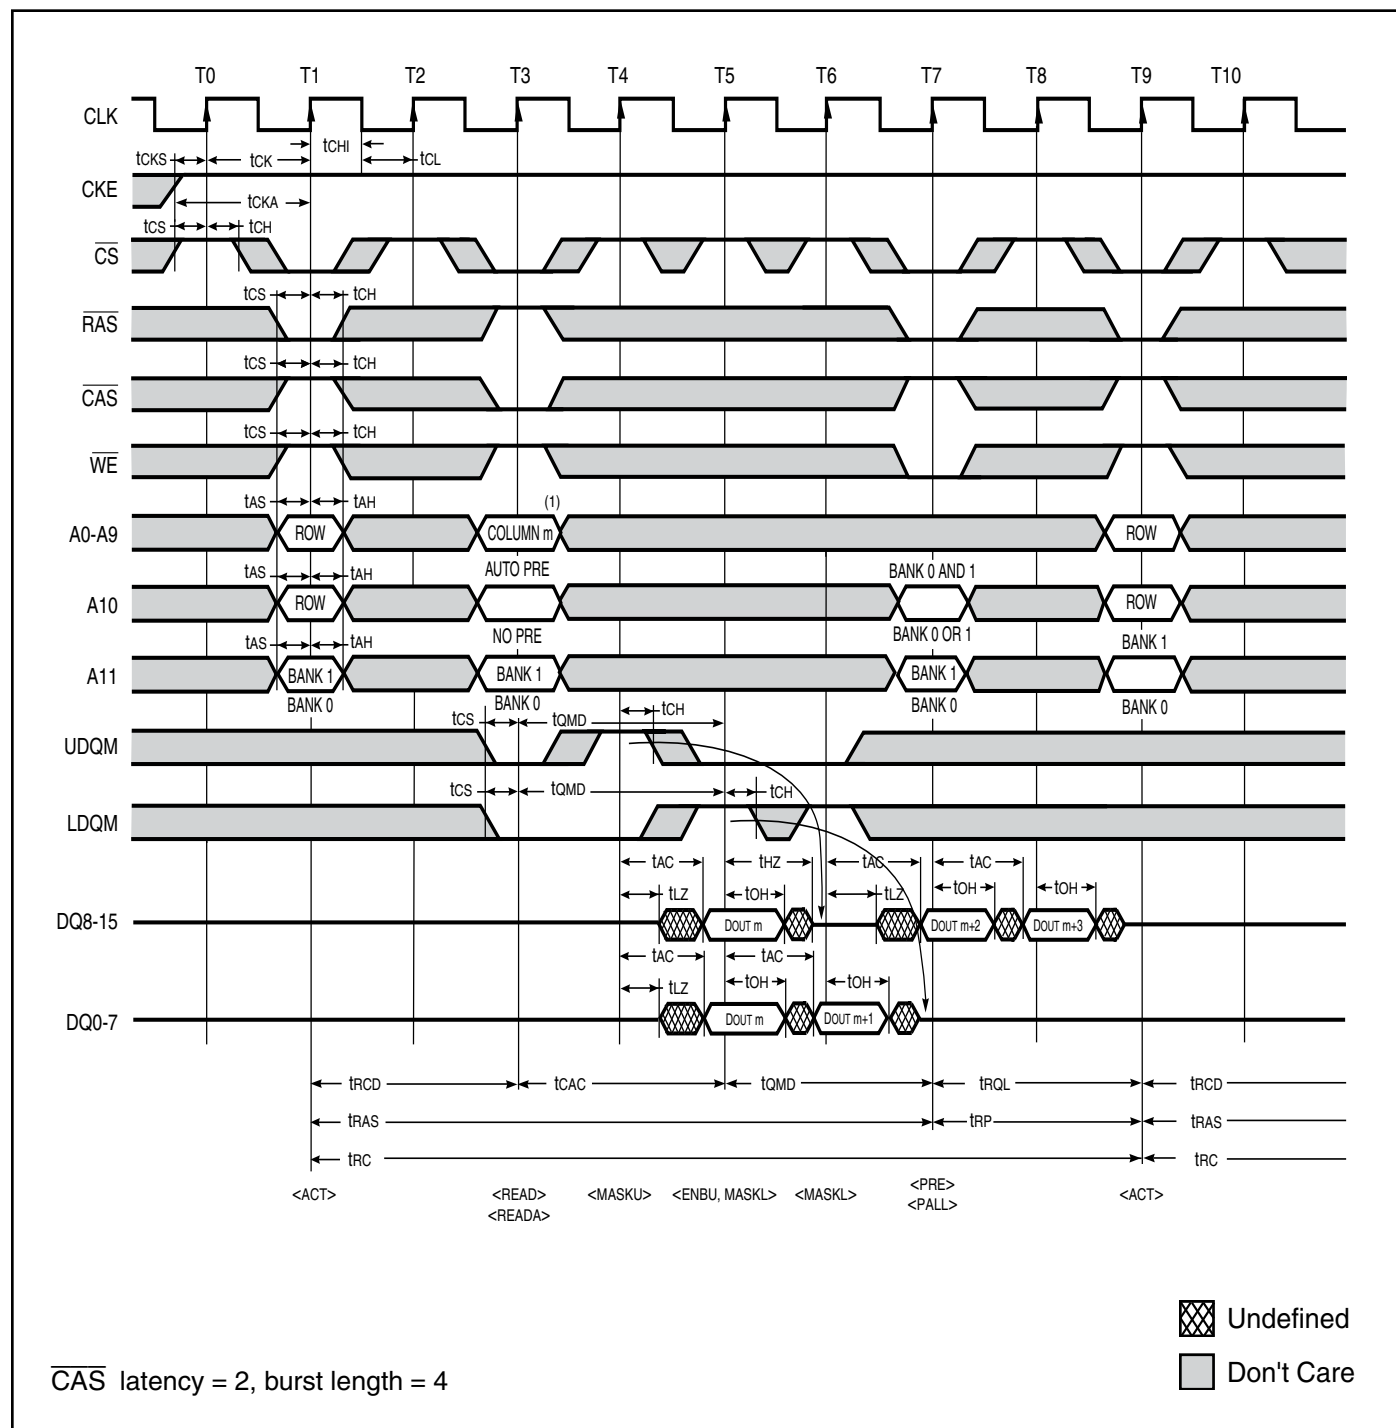 T0 T1 T2 T3 T4 T5 T6 T7 T8 T9 T10
CLK
tCHI
tCKS tCK tCL
CKE
tCKA
tCS tCH
CS
tCS tCH
RAS
tCS tCH
CAS
tCS tCH
WE
tAS tAH (1)
A0-A9 ROW COLUMN m ROW
AUTO PRE BANK 0 AND 1
tAS tAH
A10 ROW ROW
NO PRE BANK 0 OR 1 BANK 1
tAS tAH
A11 BANK 1 BANK 1 BANK 1
BANK 0 BANK 0 BANK 0 BANK 0
tCS tQMD tCH
UDQM
tCS tQMD tCH
LDQM
tAC tHZ tAC tAC
tLZ tOH tLZ tOH tOH
DQ8-15 DOUT m DOUT m+2 DOUT m+3
tAC tAC
tLZ tOH tOH
DQ0-7 DOUT m DOUT m+1
tRCD tCAC tQMD tRQL tRCD
tRAS tRP tRAS
tRC tRC
<ACT> <READ> <MASKU> <ENBU, MASKL> <MASKL> <PRE> <ACT>
<READA> <PALL>
Undefined
Don't Care
CAS latency = 2, burst length = 4